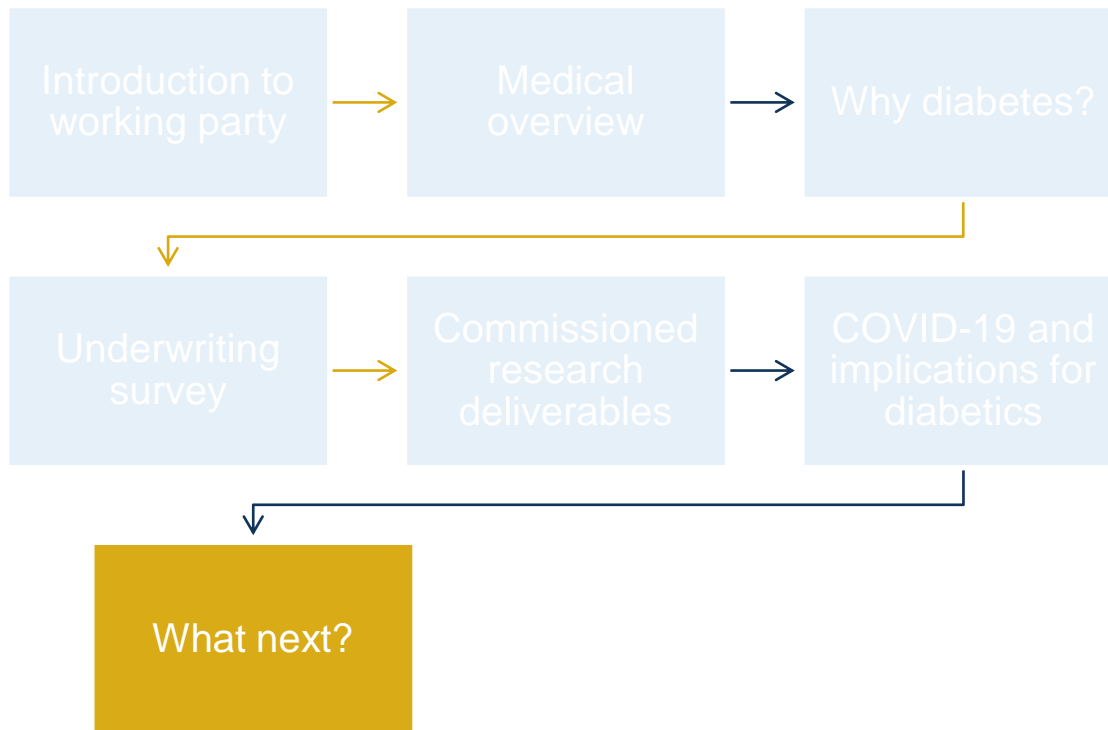 Introduction to
working party
Medical
overview
Why diabetes?
Underwriting
survey
Commissioned
research
deliverables
COVID-19 and
implications for
diabetics
What next?